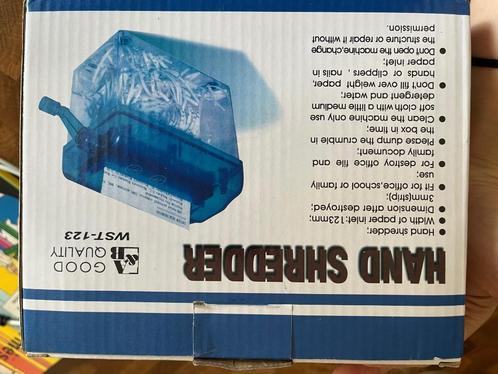 HAND SHREDDER
A&B
GOOD
QUALITY
WST-123
● Hand shredder;
● Width of paper inlet: 123mm;
● Dimension after destroyed;
3mm(strip);
● Fit for office,school or family
use;
● For destroy office and file and
family document;
● Please dump the crumble in
the box in time;
● Clean the machine only use
soft cloth with a little medium
detergent and water;
● Don't over fill weight paper,
hands or clippers , nails in
paper inlet;
● Don't open the machine,change
the structure or repair it without
permission.